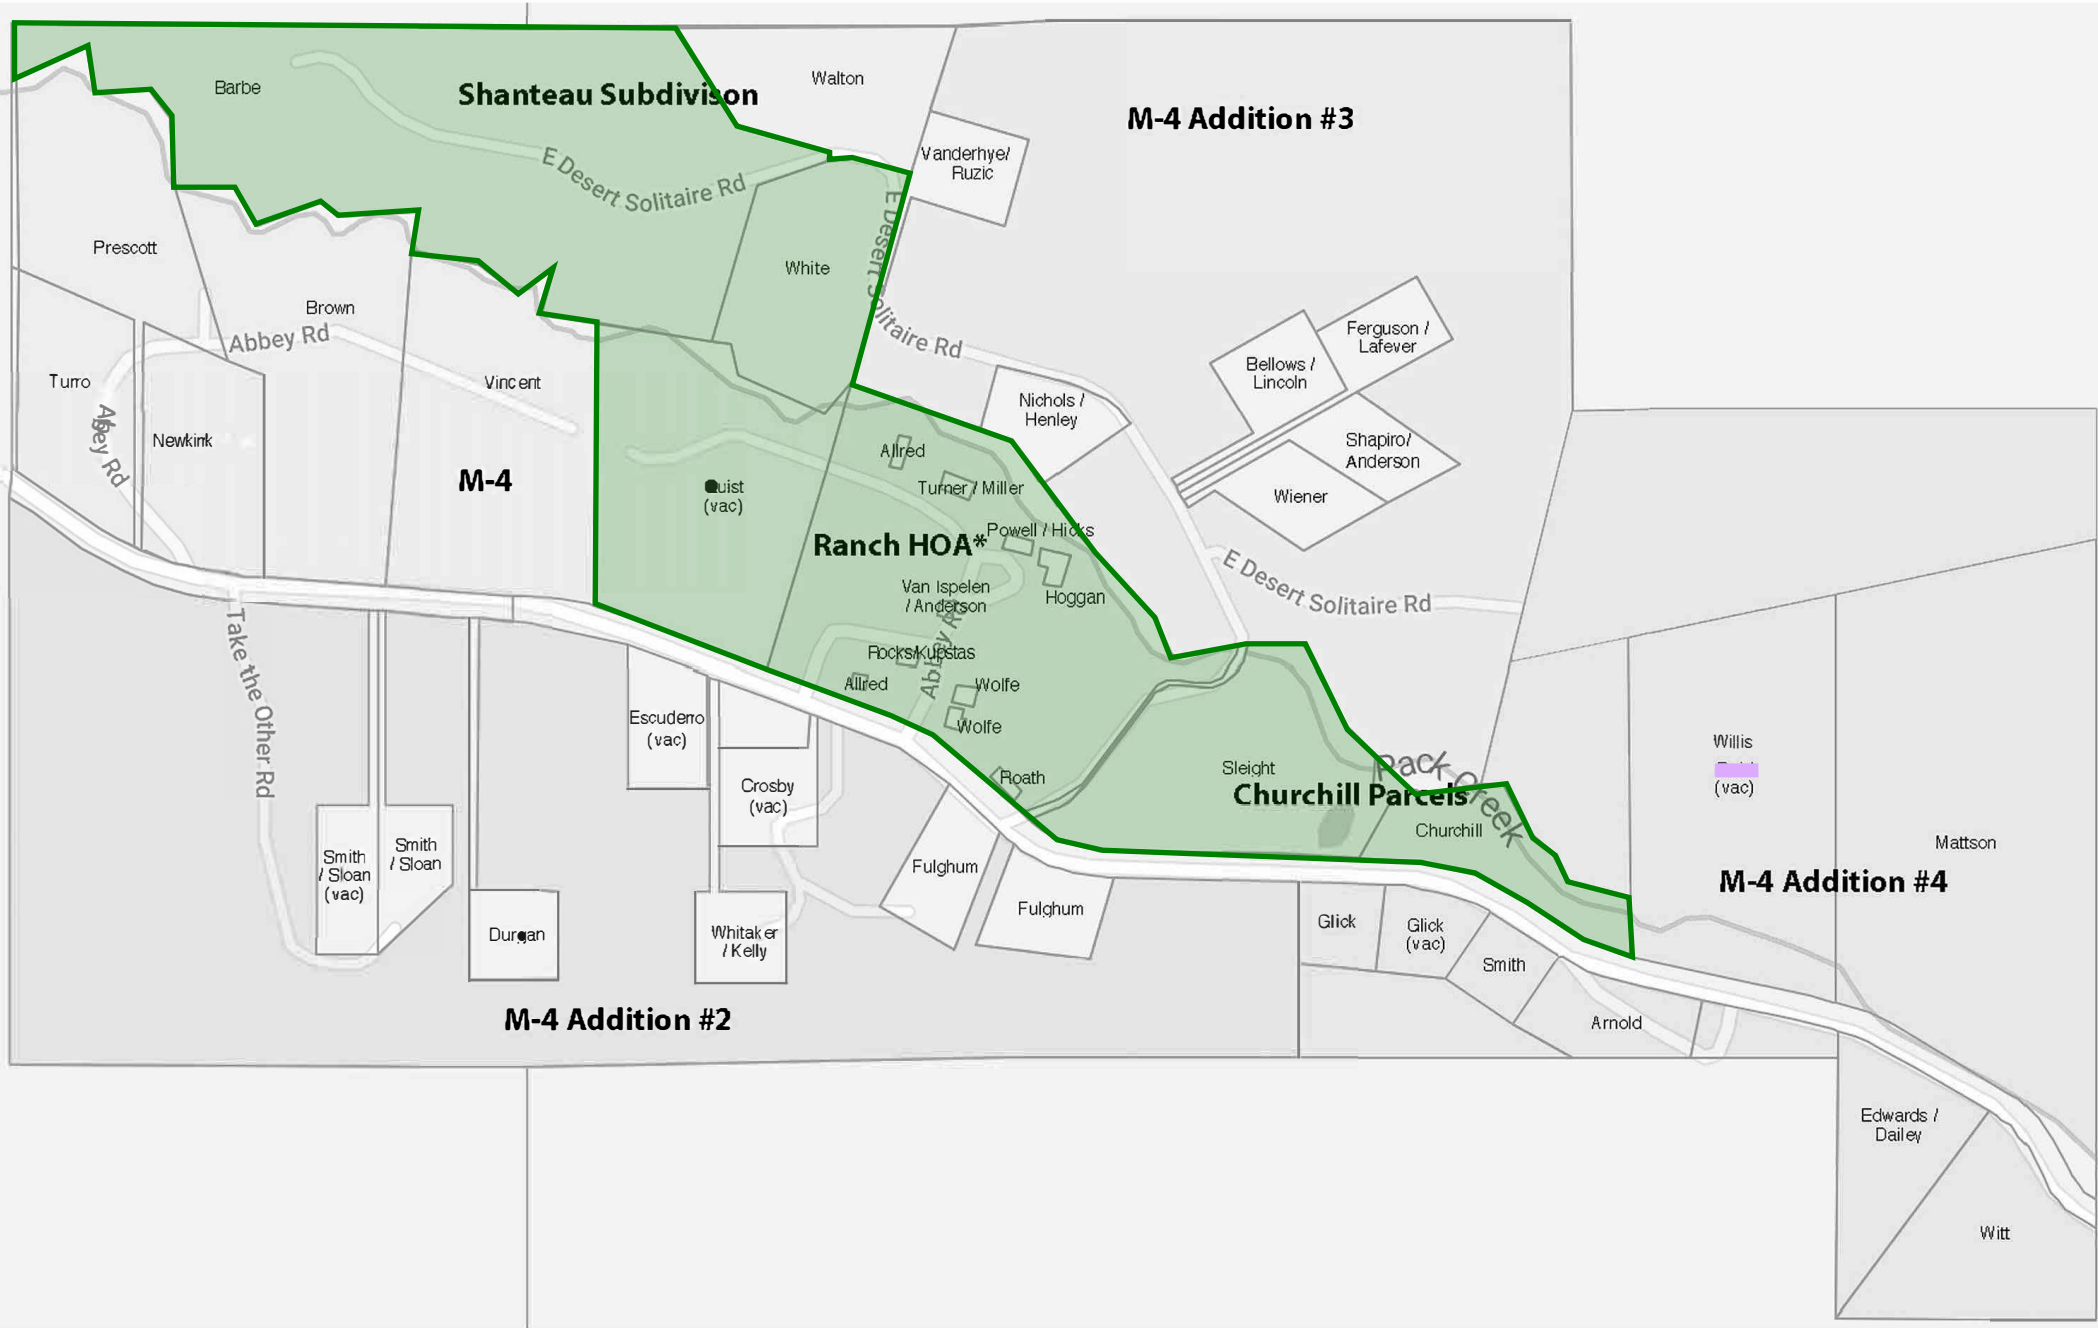 Barbe
Shanteau Subdivison
Walton
M-4 Addition #3
Vanderhye/
Ruzic
E Desert Solitaire Rd
E Desert Solitaire Rd
Prescott
White
Brown
Abbey Rd
Ferguson /
Lafever
Bellows /
Lincoln
Turro
Vincent
Nichols /
Henley
Abbey Rd
Newkirk
Allred
Shapiro/
Anderson
M-4
(vac)
Turner / Miller
Wiener
Powell / Hicks
Ranch HOA*
E Desert Solitaire Rd
Van Ispelen
/ Anderson
Hoggan
Abbey Rd
Take the Other Rd
Rocks/Kupstas
Allred
Wolfe
Escuderro
(vac)
Wolfe
Willis
(vac)
Roath
Sleight
Pack Creek
Crosby
(vac)
Churchill Parcels
Churchill
Mattson
Smith
/ Sloan
(vac)
Smith
/ Sloan
Fulghum
M-4 Addition #4
Fulghum
Glick
Glick
(vac)
Durgan
Whitaker
/ Kelly
Smith
M-4 Addition #2
Arnold
Edwards /
Dailey
Witt